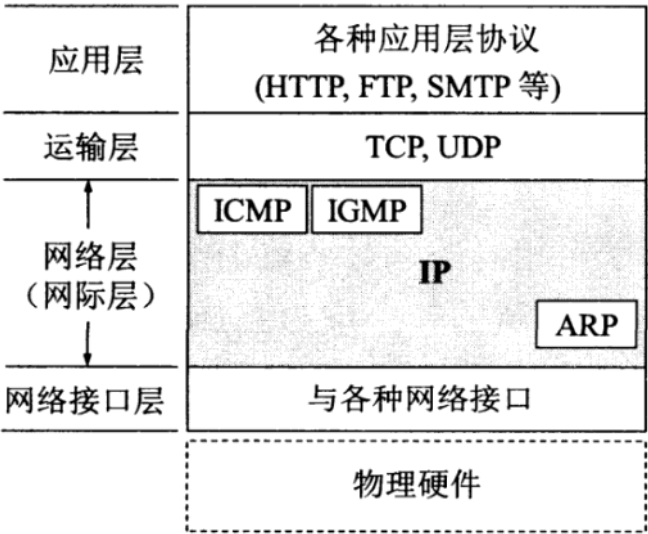 应用层
各种应用层协议
(HTTP, FTP, SMTP 等)
运输层
TCP, UDP
ICMP
IGMP
网络层
(网际层)
IP
ARP
网络接口层
与各种网络接口
物理硬件